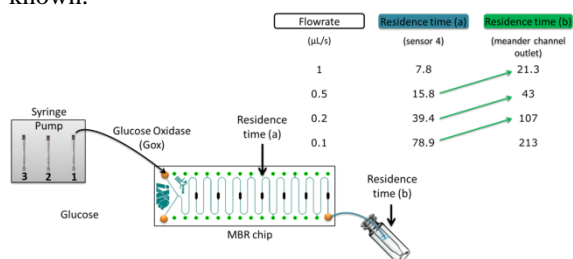 known.
Flowrate Residence time (a) Residence time (b)
(µL/s) (sensor 4) (meander channel
outlet)
1 7.8 21.3
0.5 15.8 43
0.2 39.4 107
0.1 78.9 213
Syringe
Pump
3 2 1
Glucose Oxidase
(Gox)
Residence
time (a)
Residence
time (b)
Glucose
MBR chip